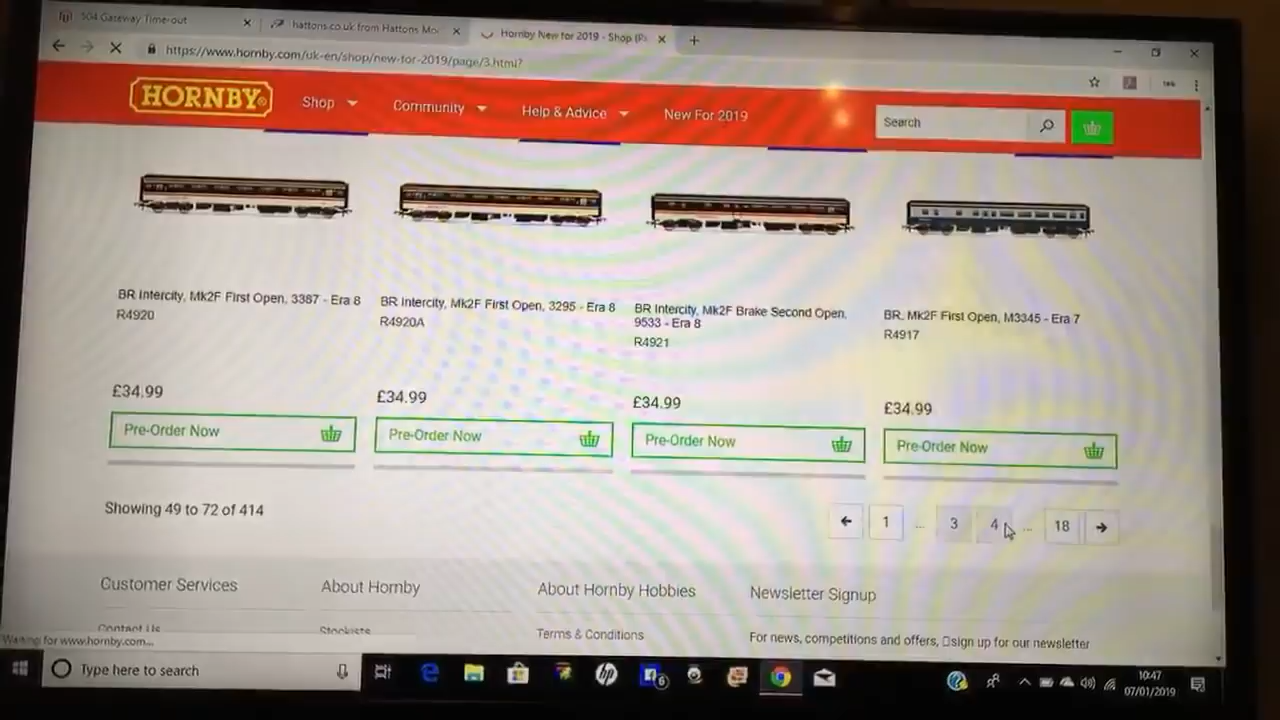 504 Gateway Time-out
hattons.co.uk from Hattons Mo
Hornby New for 2019 - Shop (Pa
https://www.hornby.com/uk-en/shop/new-for-2019/page/3.html?
HORNBY
Shop
Community
Help & Advice
New For 2019
Search
BR Intercity, Mk2F First Open, 3387 - Era 8
R4920
£34.99
Pre-Order Now
BR Intercity, Mk2F First Open, 3295 - Era 8
R4920A
£34.99
Pre-Order Now
BR Intercity, Mk2F Brake Second Open,
9533 - Era 8
R4921
£34.99
Pre-Order Now
BR, Mk2F First Open, M3345 - Era 7
R4917
£34.99
Pre-Order Now
Showing 49 to 72 of 414
1 ... 3 4 ... 18
Customer Services
About Hornby
About Hornby Hobbies
Newsletter Signup
Contact Us
Stockists
Terms & Conditions
For news, competitions and offers, sign up for our newsletter
Waiting for www.hornby.com...
Type here to search
hp
6
10:47
07/01/2019